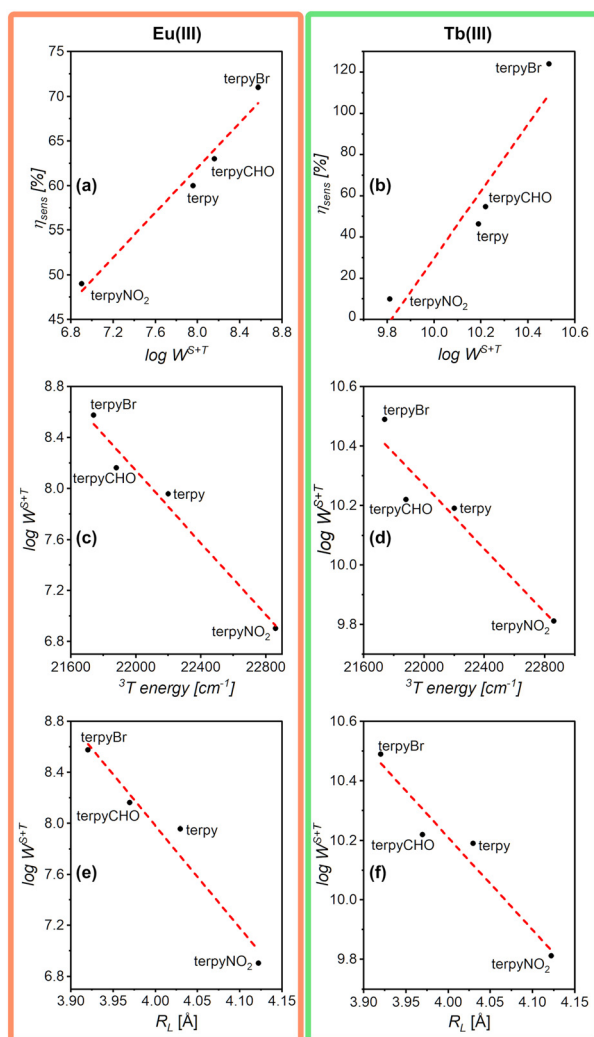 Eu(III)
75
70
65
60
55
50
45
η_sens [%]
(a)
terpyBr
terpyCHO
terpy
terpyNO₂
6.8 7.2 7.6 8.0 8.4 8.8
log W^S+T
8.8
8.4
8.0
7.6
7.2
6.8
log W^S+T
(c)
terpyBr
terpyCHO
terpy
terpyNO₂
21600 22000 22400 22800
³T energy [cm⁻¹]
8.8
8.4
8.0
7.6
7.2
6.8
log W^S+T
(e)
terpyBr
terpyCHO
terpy
terpyNO₂
3.90 3.95 4.00 4.05 4.10 4.15
R_L [Å]
Tb(III)
120
100
80
60
40
20
0
η_sens [%]
(b)
terpyBr
terpyCHO
terpy
terpyNO₂
9.8 10.0 10.2 10.4 10.6
log W^S+T
10.6
10.4
10.2
10.0
9.8
log W^S+T
(d)
terpyBr
terpyCHO
terpy
terpyNO₂
21600 22000 22400 22800
³T energy [cm⁻¹]
10.6
10.4
10.2
10.0
9.8
log W^S+T
(f)
terpyBr
terpyCHO
terpy
terpyNO₂
3.90 3.95 4.00 4.05 4.10 4.15
R_L [Å]